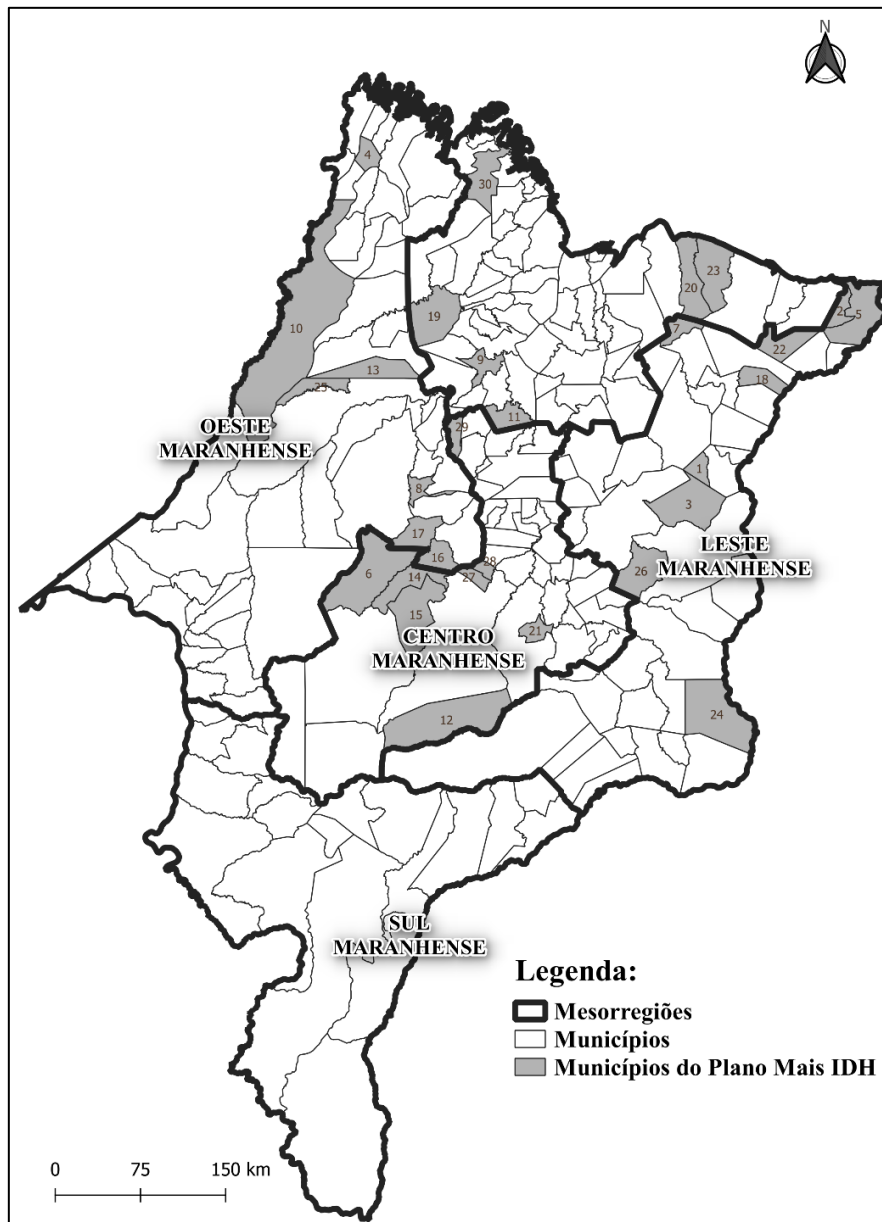 N
4
30
23
20
2
5
10
19
7
22
9
13
18
25
11
29
OESTE
MARANHENSE
1
8
3
17
LESTE
MARANHENSE
16
28
6
14
27
26
15
21
CENTRO
MARANHENSE
12
24
SUL
MARANHENSE
Legenda:
Mesorregiões
Municípios
Municípios do Plano Mais IDH
0 75 150 km